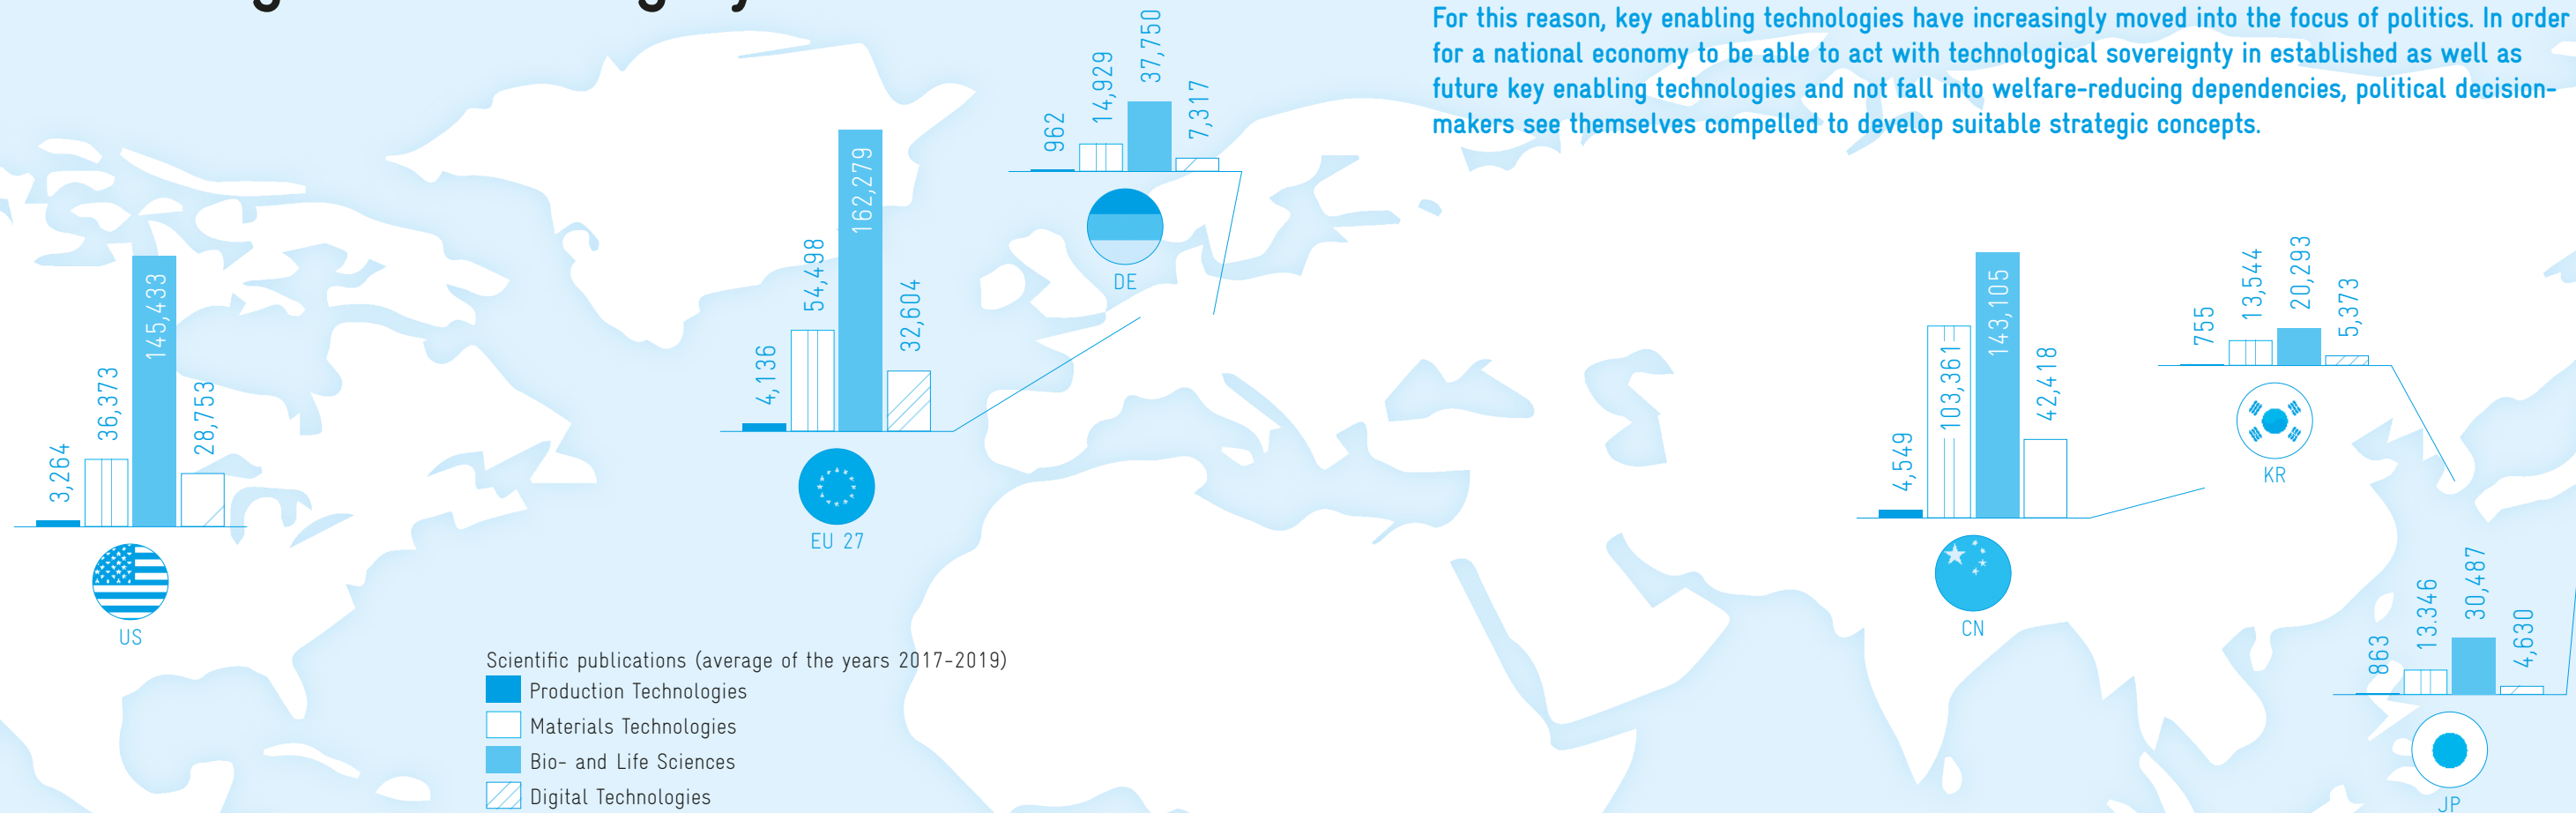 For this reason, key enabling technologies have increasingly moved into the focus of politics. In order
for a national economy to be able to act with technological sovereignty in established as well as
future key enabling technologies and not fall into welfare-reducing dependencies, political decision-
makers see themselves compelled to develop suitable strategic concepts.
962
14,929
37,750
7,317
DE
4,136
54,498
162,279
32,604
EU 27
3,264
36,373
145,433
28,753
US
4,549
103,361
143,105
42,418
CN
755
13,544
20,293
5,373
KR
863
13.346
30,487
4,630
JP
Scientific publications (average of the years 2017-2019)
Production Technologies
Materials Technologies
Bio- and Life Sciences
Digital Technologies